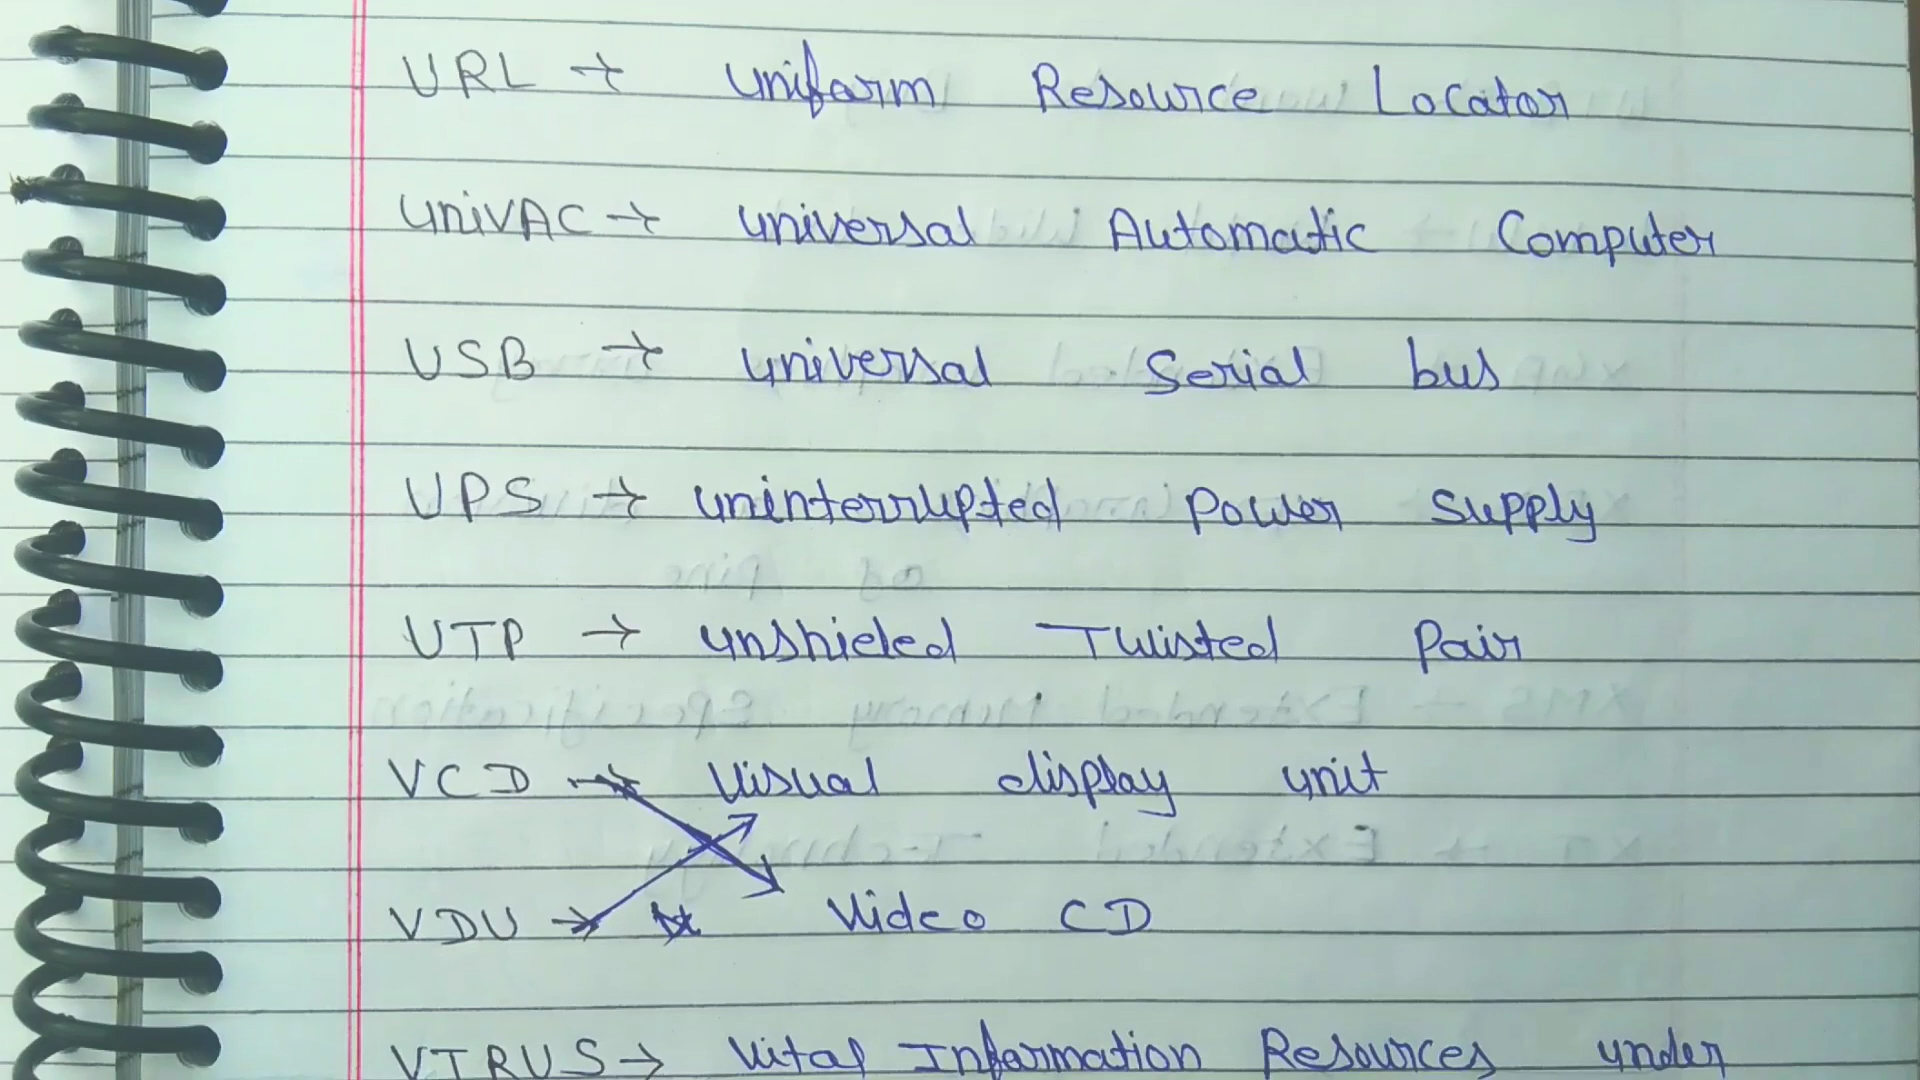 URL → Uniform Resource Locator
UniVAC → Universal Automatic Computer
USB → Universal Serial bus
UPS → Uninterrupted Power Supply
UTP → Unshieled Twisted Pair
VCD → Visual display unit
VDU → Video CD
VIRUS → Vital Information Resources under